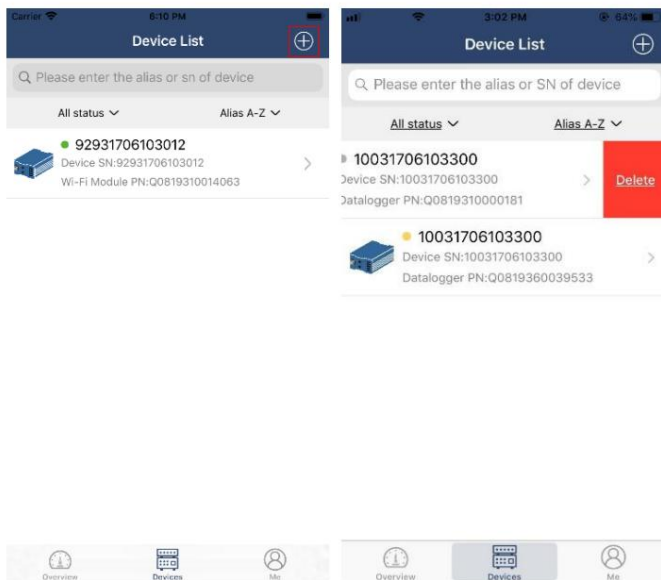 Carrier 6:10 PM
Device List
Please enter the alias or sn of device
All status Alias A-Z
92931706103012
Device SN:92931706103012
Wi-Fi Module PN:Q0819310014063
Overview Devices Me
3:02 PM 64%
Device List
Please enter the alias or SN of device
All status Alias A-Z
10031706103300
Device SN:10031706103300
Delete
Datalogger PN:Q0819310000181
10031706103300
Device SN:10031706103300
Datalogger PN:Q0819360039533
Overview Devices Me